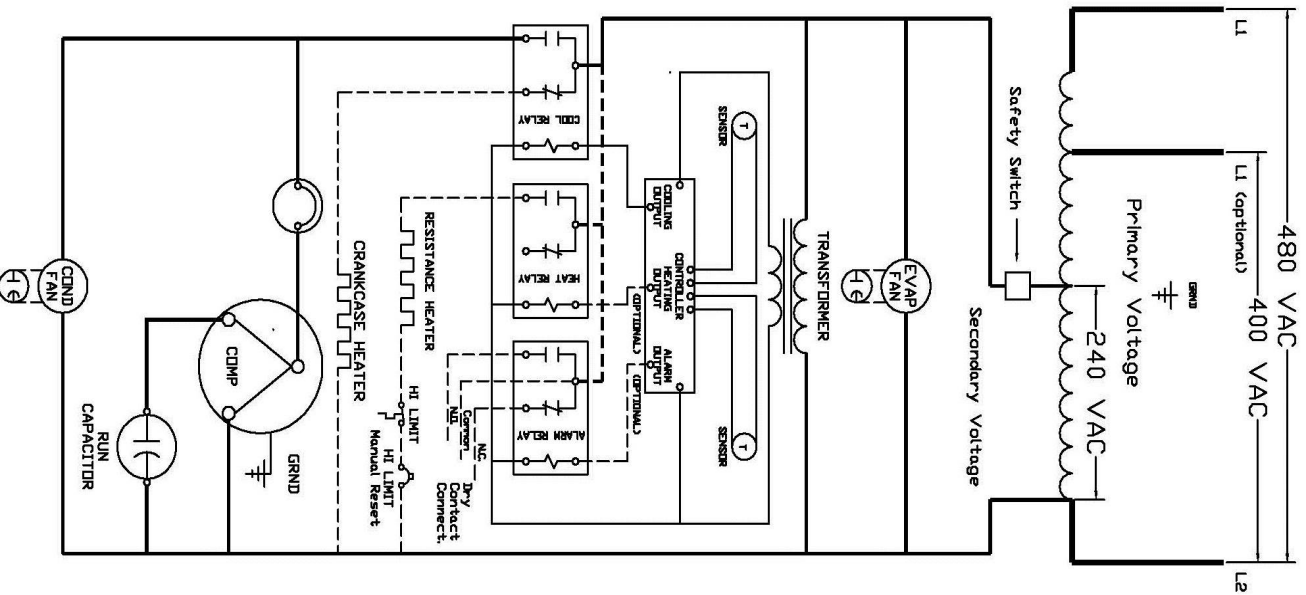 480 VAC
400 VAC
L1
L1 (optional)
L2
GRND
Primary Voltage
240 VAC
Safety Switch
Secondary Voltage
EVAP
FAN
TRANSFORMER
T
SENSOR
T
SENSOR
CONTROLLER
COOLING
OUTPUT
HEATING
OUTPUT
ALARM
OUTPUT
(OPTIONAL)
(OPTIONAL)
COOL RELAY
HEAT RELAY
ALARM RELAY
N.C.
Common
N.O.
Dry
Contact
Connect.
RESISTANCE HEATER
HI LIMIT
HI LIMIT
Manual Reset
CRANKCASE HEATER
COMP
GRND
RUN
CAPACITOR
COND
FAN